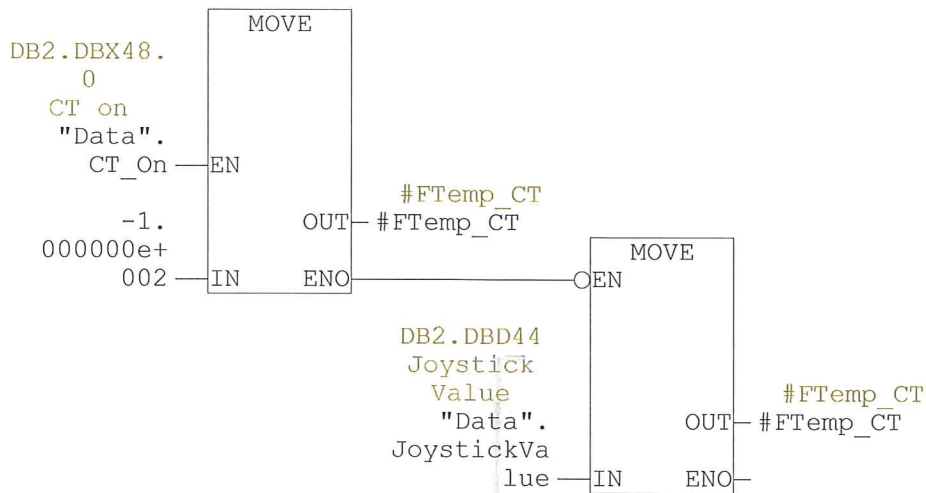 MOVE
DB2.DBX48.
0
CT on
"Data".
CT_On
EN
#FTemp_CT
-1.
OUT
#FTemp_CT
000000e+
002
IN
ENO
MOVE
EN
DB2.DBD44
Joystick
Value
#FTemp_CT
"Data".
OUT
#FTemp_CT
JoystickVa
lue
IN
ENO